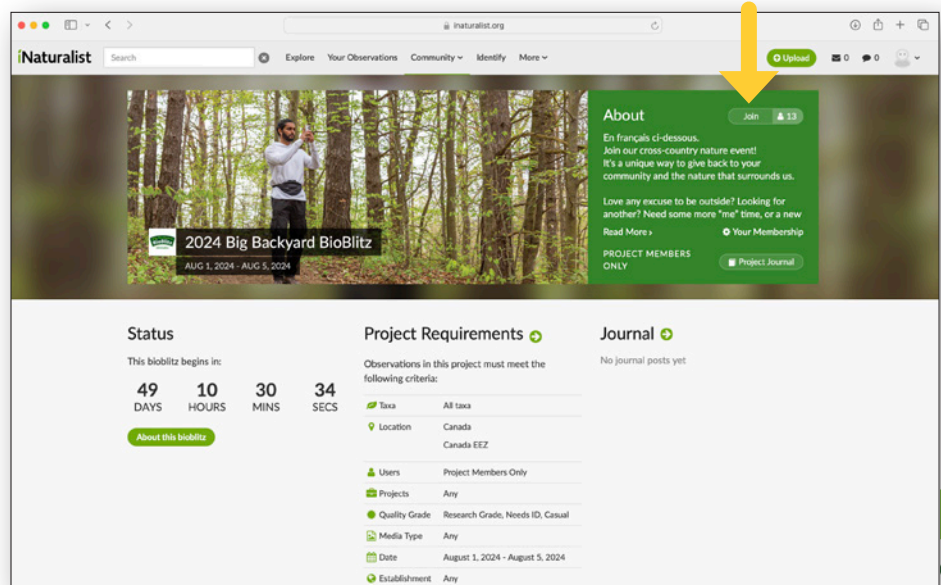 inaturalist.org
iNaturalist
Search
Explore Your Observations Community Identify More
Upload 0 0
About Join 13
En français ci-dessous.
Join our cross-country nature event!
It's a unique way to give back to your
community and the nature that surrounds us.
Love any excuse to be outside? Looking for
another? Need some more "me" time, or a new
Read More › Your Membership
PROJECT MEMBERS
ONLY
Project Journal
2024 Big Backyard BioBlitz
AUG 1, 2024 - AUG 5, 2024
Status
This bioblitz begins in:
49 10 30 34
DAYS HOURS MINS SECS
About this bioblitz
Project Requirements
Observations in this project must meet the
following criteria:
Taxa All taxa
Location Canada
Canada EEZ
Users Project Members Only
Projects Any
Quality Grade Research Grade, Needs ID, Casual
Media Type Any
Date August 1, 2024 - August 5, 2024
Establishment Any
Journal
No journal posts yet